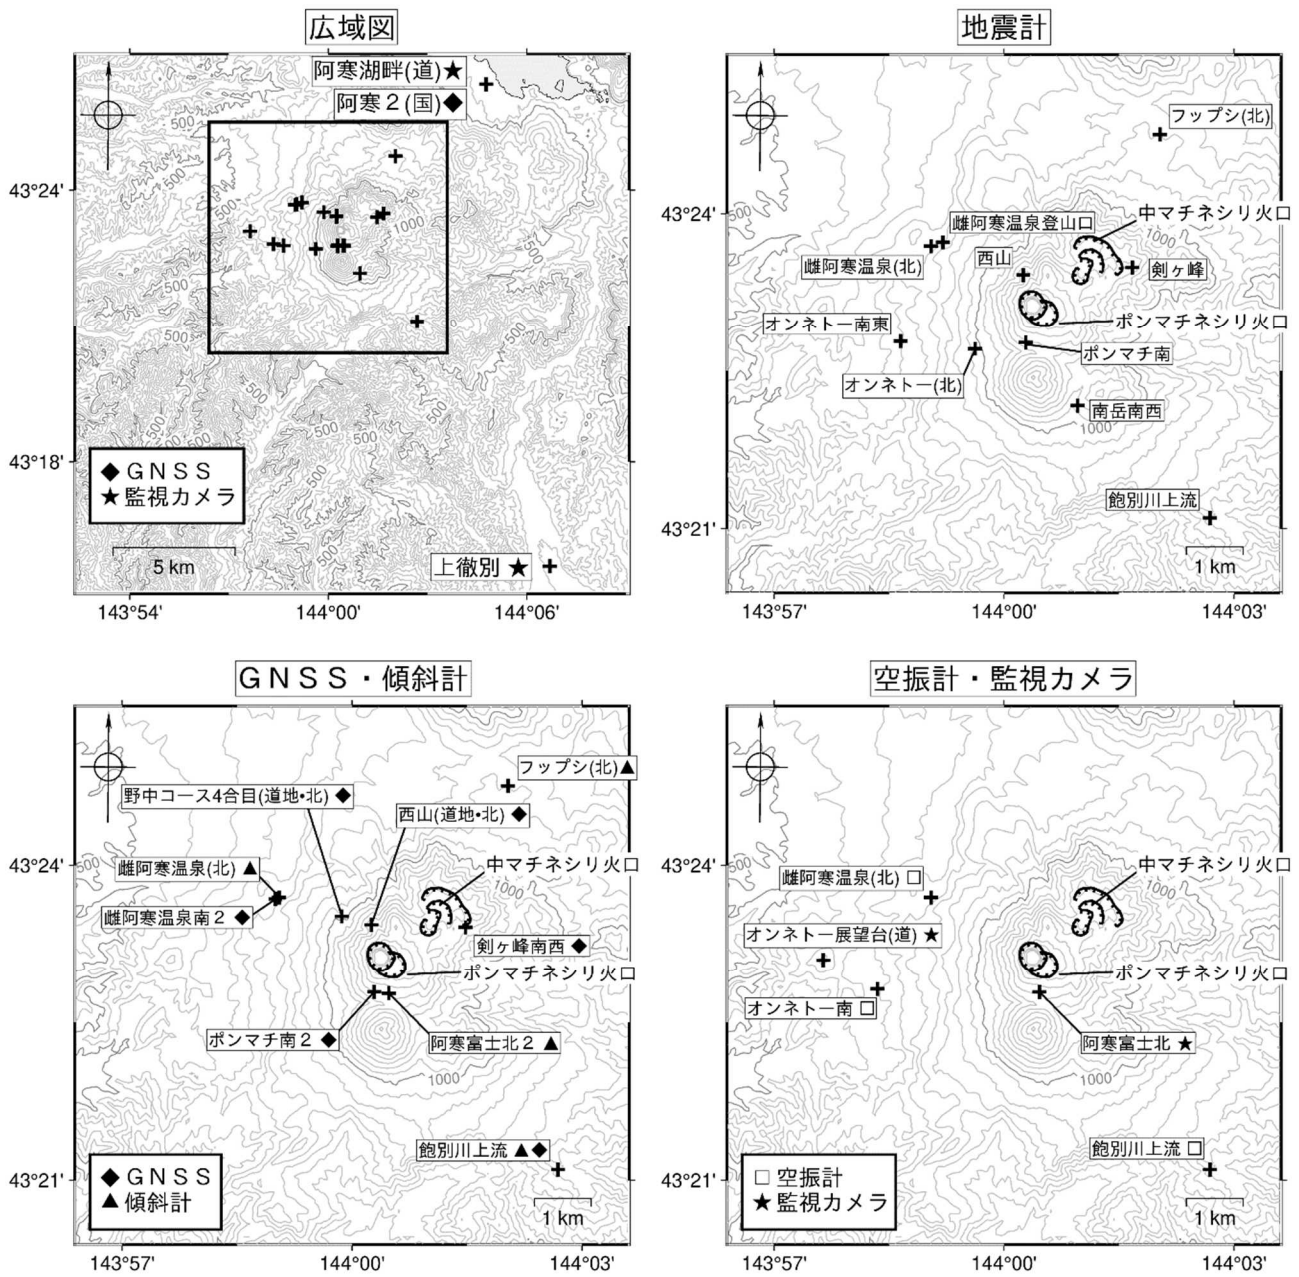 広域図
阿寒湖畔(道)★
阿寒2(国)◆
500
500
500
1000
500
500
500
500
500
500
500
500
500
500
500
43°24'
43°18'
◆GNSS
★監視カメラ
5 km
上徹別 ★
143°54'
144°00'
144°06'
地震計
フップシ(北)
43°24'
500
雌阿寒温泉登山口
中マチネシリ火口
1000
雌阿寒温泉(北)
西山
剣ヶ峰
オンネトー南東
ポンマチネシリ火口
ポンマチ南
オンネトー(北)
南岳南西
1000
飽別川上流
43°21'
1 km
143°57'
144°00'
144°03'
GNSS・傾斜計
フップシ(北)▲
野中コース4合目(道地・北) ◆
西山(道地・北) ◆
43°24'
500
雌阿寒温泉(北) ▲
中マチネシリ火口
1000
雌阿寒温泉南2 ◆
剣ヶ峰南西 ◆
ポンマチネシリ火口
ポンマチ南2 ◆
阿寒富士北2 ▲
1000
飽別川上流 ▲◆
43°21'
◆GNSS
▲傾斜計
1 km
143°57'
144°00'
144°03'
空振計・監視カメラ
43°24'
500
雌阿寒温泉(北) □
中マチネシリ火口
1000
オンネトー展望台(道) ★
ポンマチネシリ火口
オンネトー南 □
阿寒富士北 ★
1000
飽別川上流 □
43°21'
□ 空振計
★ 監視カメラ
1 km
143°57'
144°00'
144°03'